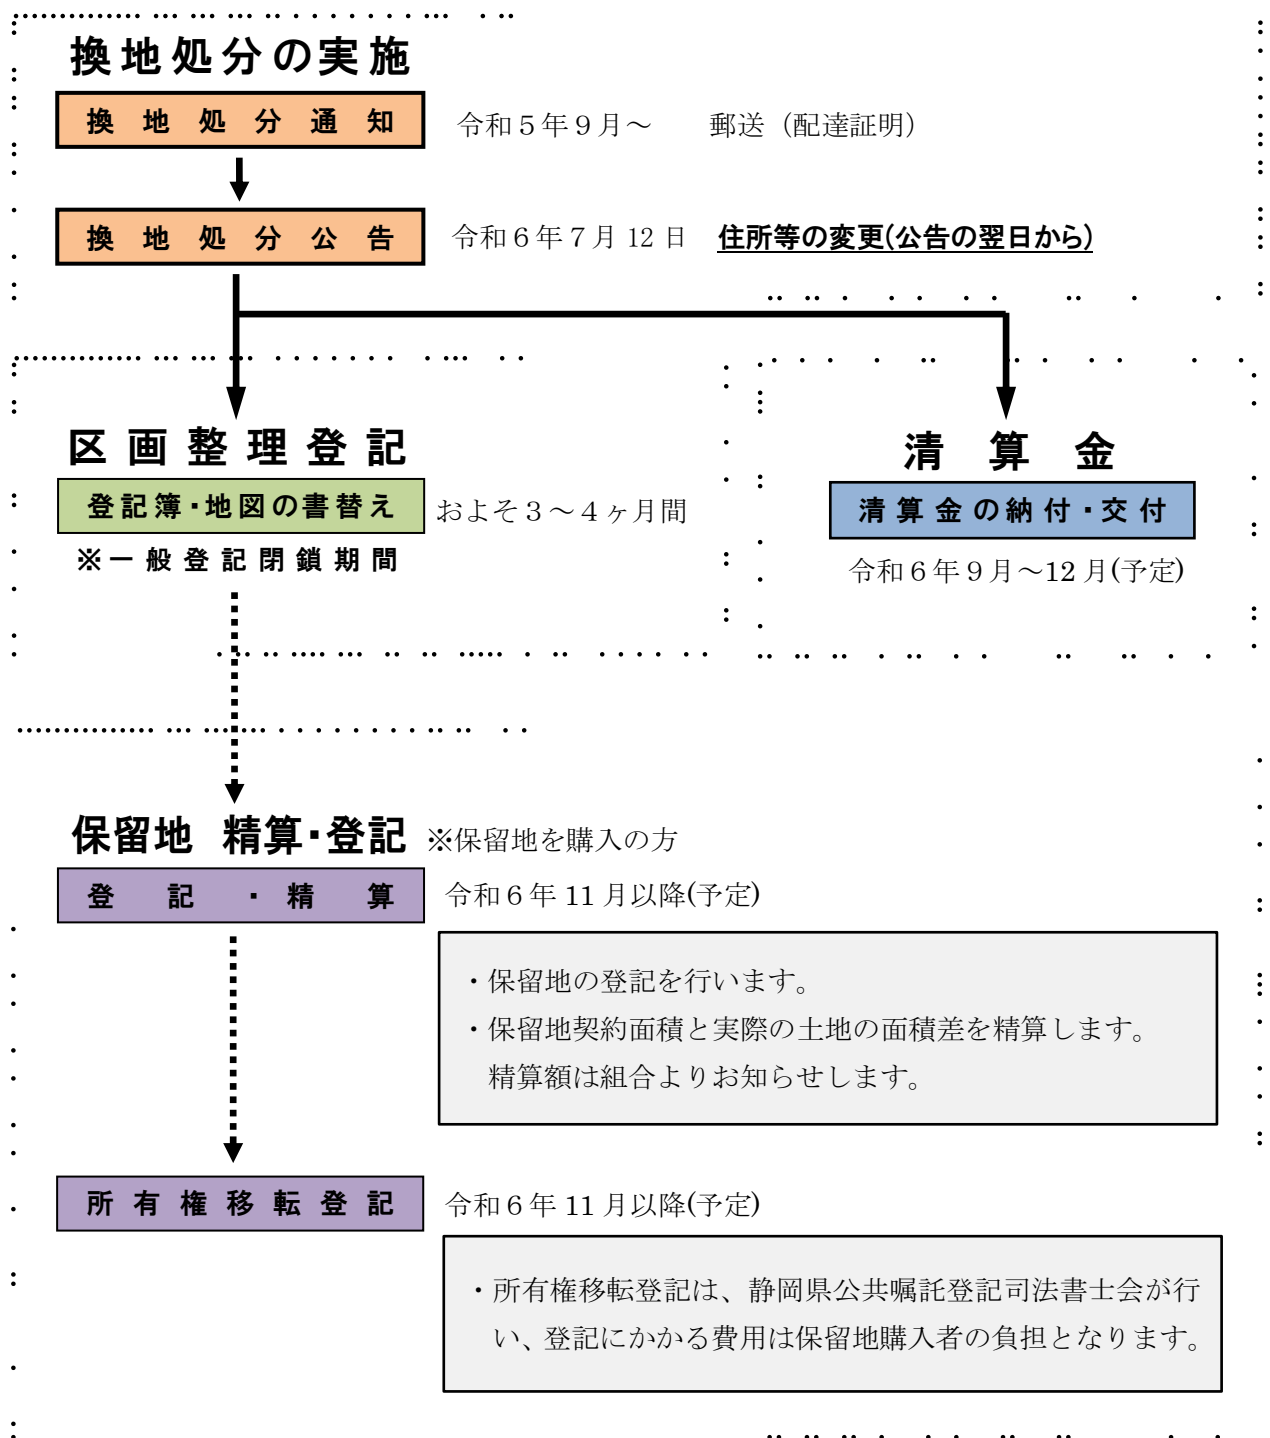 換地処分の実施
換地処分通知
令和5年9月～　郵送（配達証明）
換地処分公告
令和6年7月12日　住所等の変更(公告の翌日から)
区画整理登記
登記簿・地図の書替え
およそ3～4ヶ月間
※一般登記閉鎖期間
清算金
清算金の納付・交付
令和6年9月～12月(予定)
保留地　精算・登記
※保留地を購入の方
登記・精算
令和6年11月以降(予定)
・保留地の登記を行います。
・保留地契約面積と実際の土地の面積差を精算します。
精算額は組合よりお知らせします。
所有権移転登記
令和6年11月以降(予定)
・所有権移転登記は、静岡県公共嘱託登記司法書士会が行
い、登記にかかる費用は保留地購入者の負担となります。